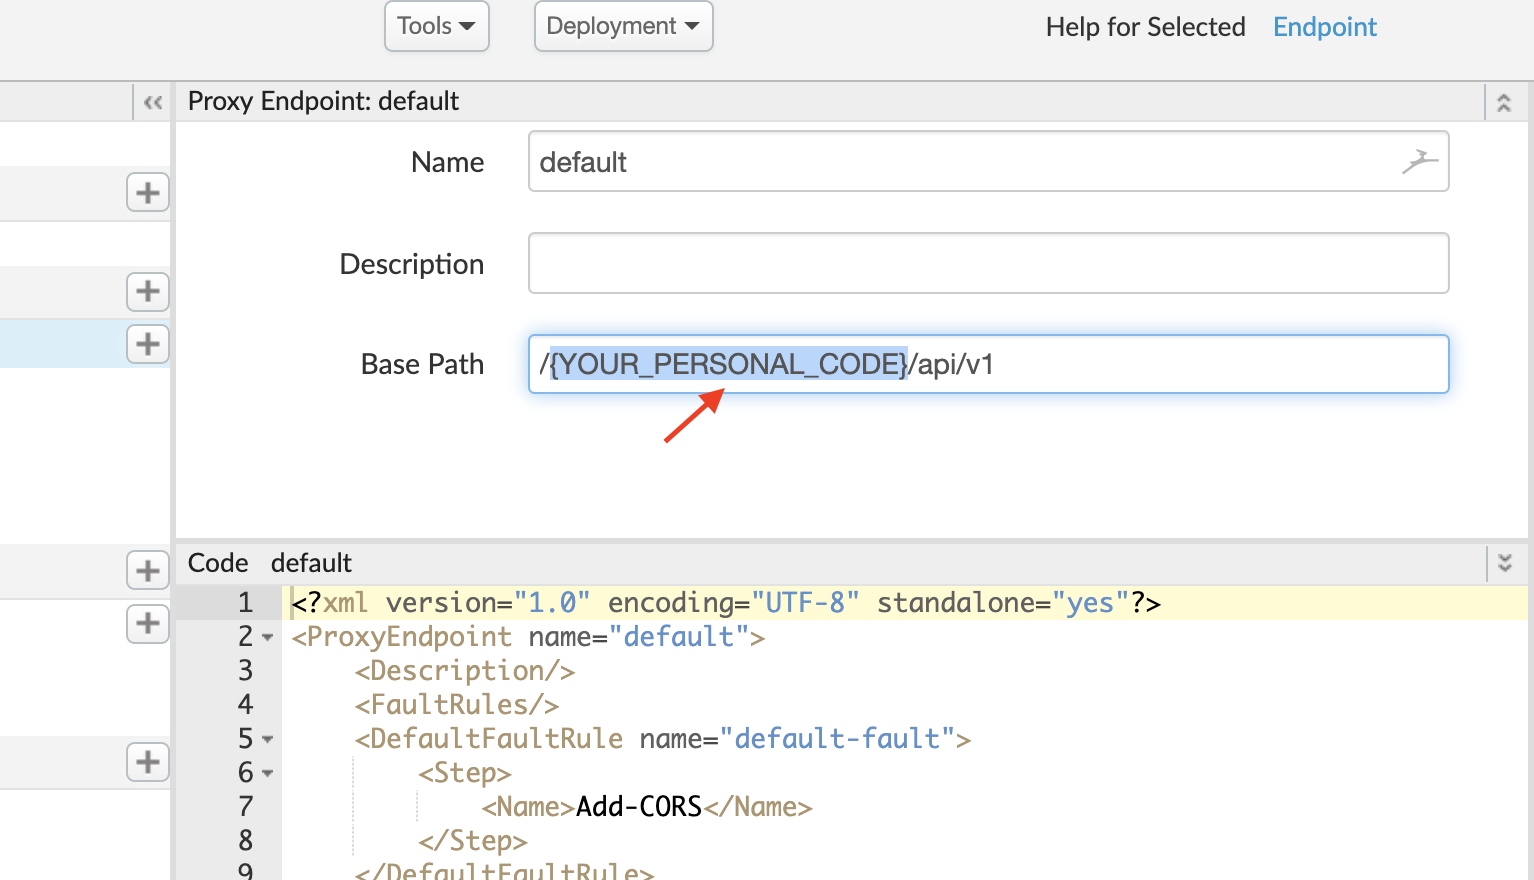 Tools Deployment Help for Selected Endpoint
Proxy Endpoint: default
Name default
Description
Base Path /{YOUR_PERSONAL_CODE}/api/v1
Code default
1 <?xml version="1.0" encoding="UTF-8" standalone="yes"?>
2 <ProxyEndpoint name="default">
3 <Description/>
4 <FaultRules/>
5 <DefaultFaultRule name="default-fault">
6 <Step>
7 <Name>Add-CORS</Name>
8 </Step>
9 </DefaultFaultRule>